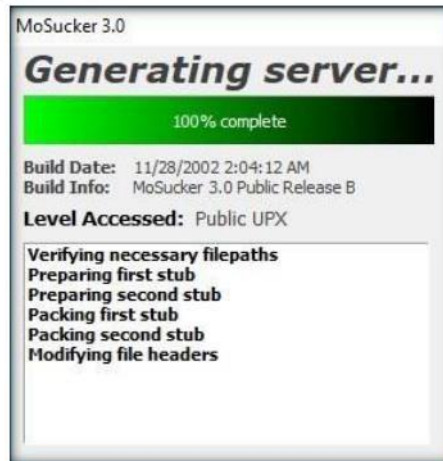 MoSucker 3.0
Generating server...
100% complete
Build Date: 11/28/2002 2:04:12 AM
Build Info: MoSucker 3.0 Public Release B
Level Accessed: Public UPX
Verifying necessary filepaths
Preparing first stub
Preparing second stub
Packing first stub
Packing second stub
Modifying file headers